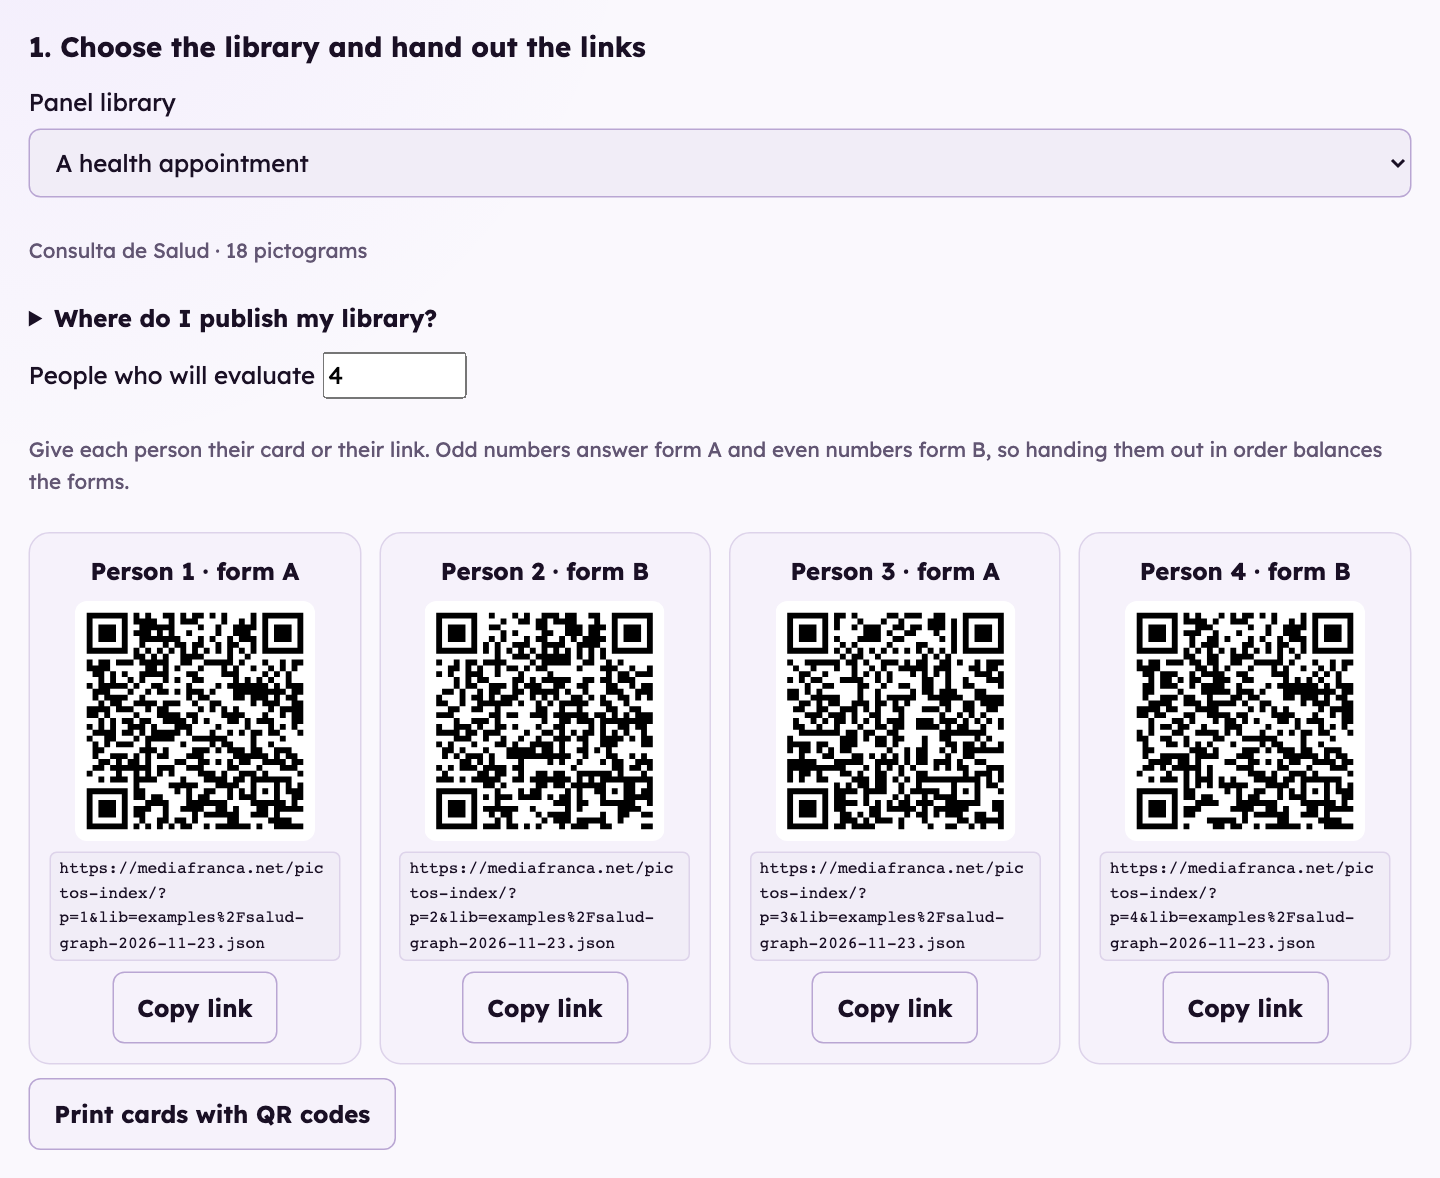 1. Choose the library and hand out the links
Panel library
A health appointment
Consulta de Salud · 18 pictograms
Where do I publish my library?
People who will evaluate 4
Give each person their card or their link. Odd numbers answer form A and even numbers form B, so handing them out in order balances
the forms.
Person 1 · form A
https://mediafranca.net/pic
tos-index/?
p=1&lib=examples%2Fsalud-
graph-2026-11-23.json
Copy link
Person 2 · form B
https://mediafranca.net/pic
tos-index/?
p=2&lib=examples%2Fsalud-
graph-2026-11-23.json
Copy link
Person 3 · form A
https://mediafranca.net/pic
tos-index/?
p=3&lib=examples%2Fsalud-
graph-2026-11-23.json
Copy link
Person 4 · form B
https://mediafranca.net/pic
tos-index/?
p=4&lib=examples%2Fsalud-
graph-2026-11-23.json
Copy link
Print cards with QR codes